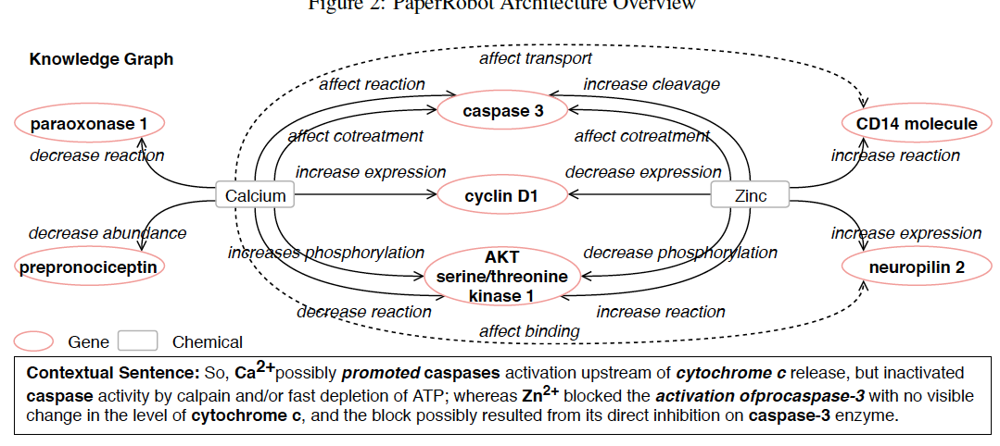 Figure 2: PaperRobot Architecture Overview
Knowledge Graph
affect transport
affect reaction
increase cleavage
paraoxonase 1
caspase 3
CD14 molecule
decrease reaction
affect cotreatment
affect cotreatment
increase reaction
increase expression
decrease expression
Calcium
cyclin D1
Zinc
decrease abundance
increases phosphorylation
AKT
serine/threonine
kinase 1
decrease phosphorylation
increase expression
prepronociceptin
neuropilin 2
decrease reaction
increase reaction
affect binding
Gene
Chemical
Contextual Sentence: So, Ca2+possibly promoted caspases activation upstream of cytochrome c release, but inactivated
caspase activity by calpain and/or fast depletion of ATP; whereas Zn2+ blocked the activation ofprocaspase-3 with no visible
change in the level of cytochrome c, and the block possibly resulted from its direct inhibition on caspase-3 enzyme.